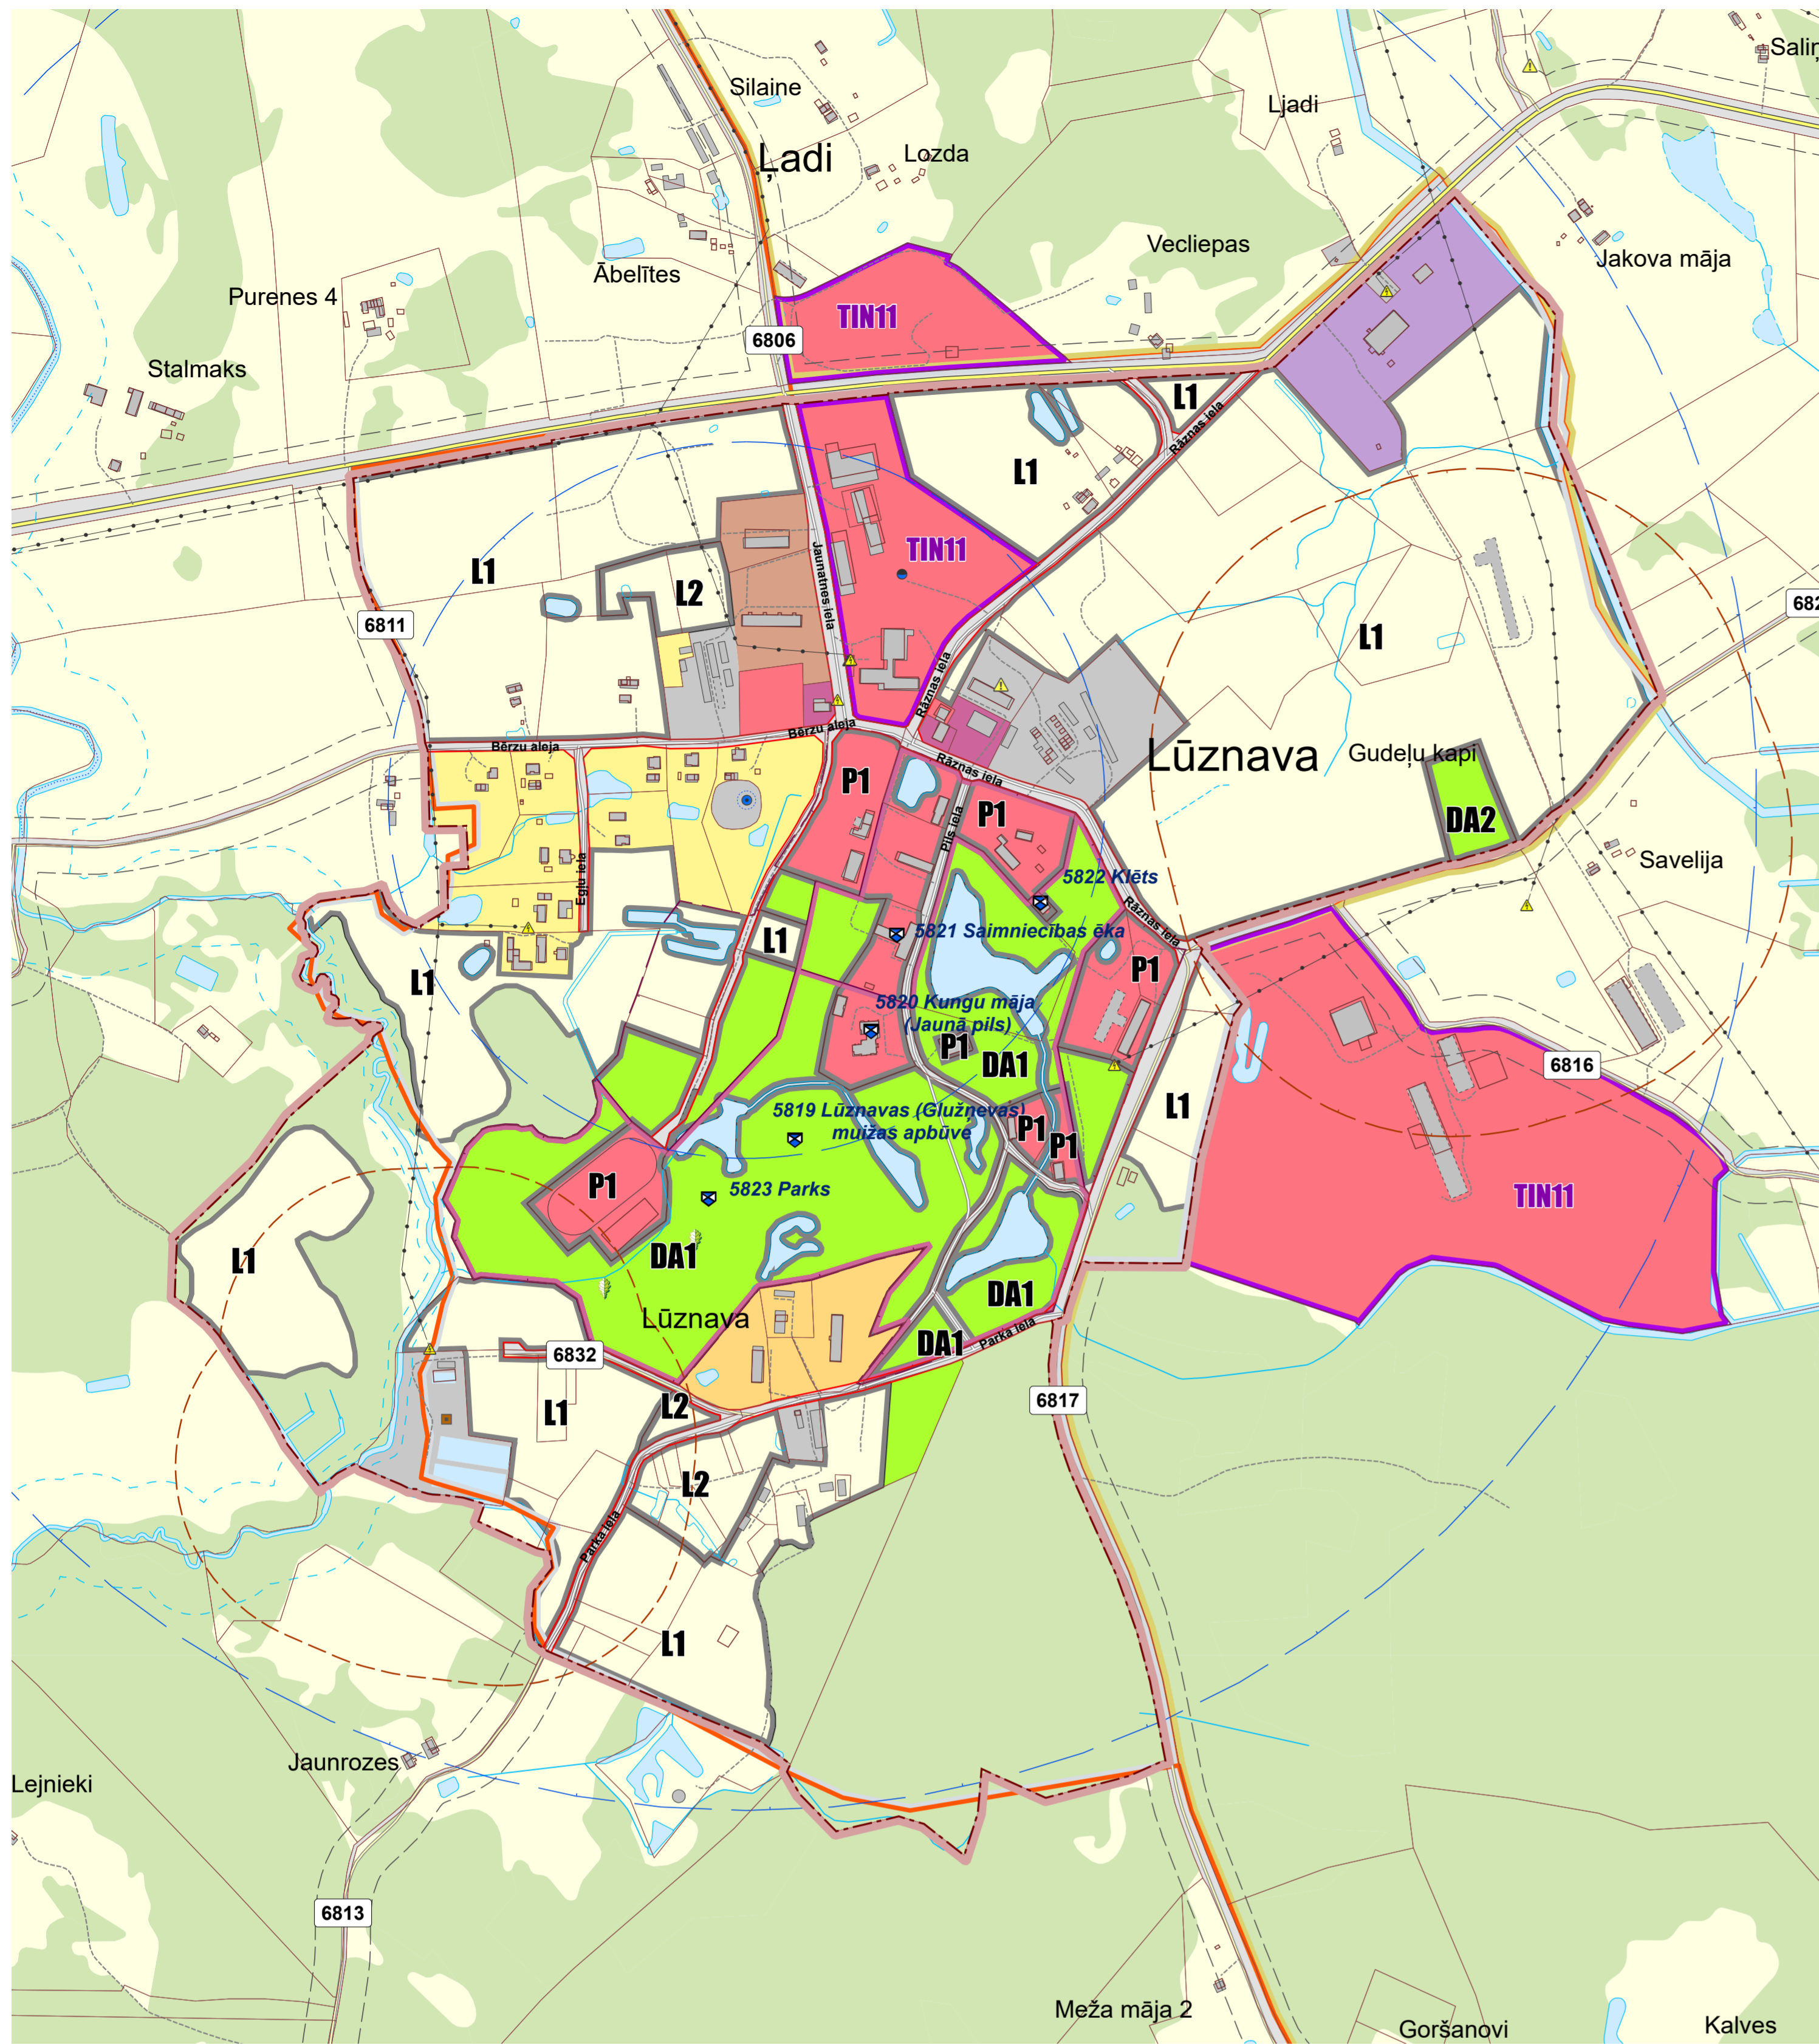 Saliņ
Silaine
Ljadi
Ļadi
Lozda
Vecliepas
Jakova māja
Ābelītes
Purenes 4
TIN11
6806
Stalmaks
L1
Rāznas iela
L1
TIN11
Jaunatnes iela
L1
L2
682
6811
L1
Rāznas iela
Bērzu aleja
Bērzu aleja
Rāznas iela
Lūznava
Gudeļu kapi
P1
P1
Pils iela
DA2
Savelija
Egļu iela
5822 Klēts
5821 Saimniecības ēka
Rāznas iela
L1
P1
L1
5820 Kungu māja
(Jaunā pils)
P1
DA1
6816
L1
5819 Lūznavas (Glužņevas)
muižas apbūve
P1
P1
P1
5823 Parks
TIN11
L1
DA1
DA1
Lūznava
Parka iela
DA1
6832
L2
L1
6817
L2
Parka iela
L1
Jaunrozes
Lejnieki
6813
Meža māja 2
Goršanovi
Kalves